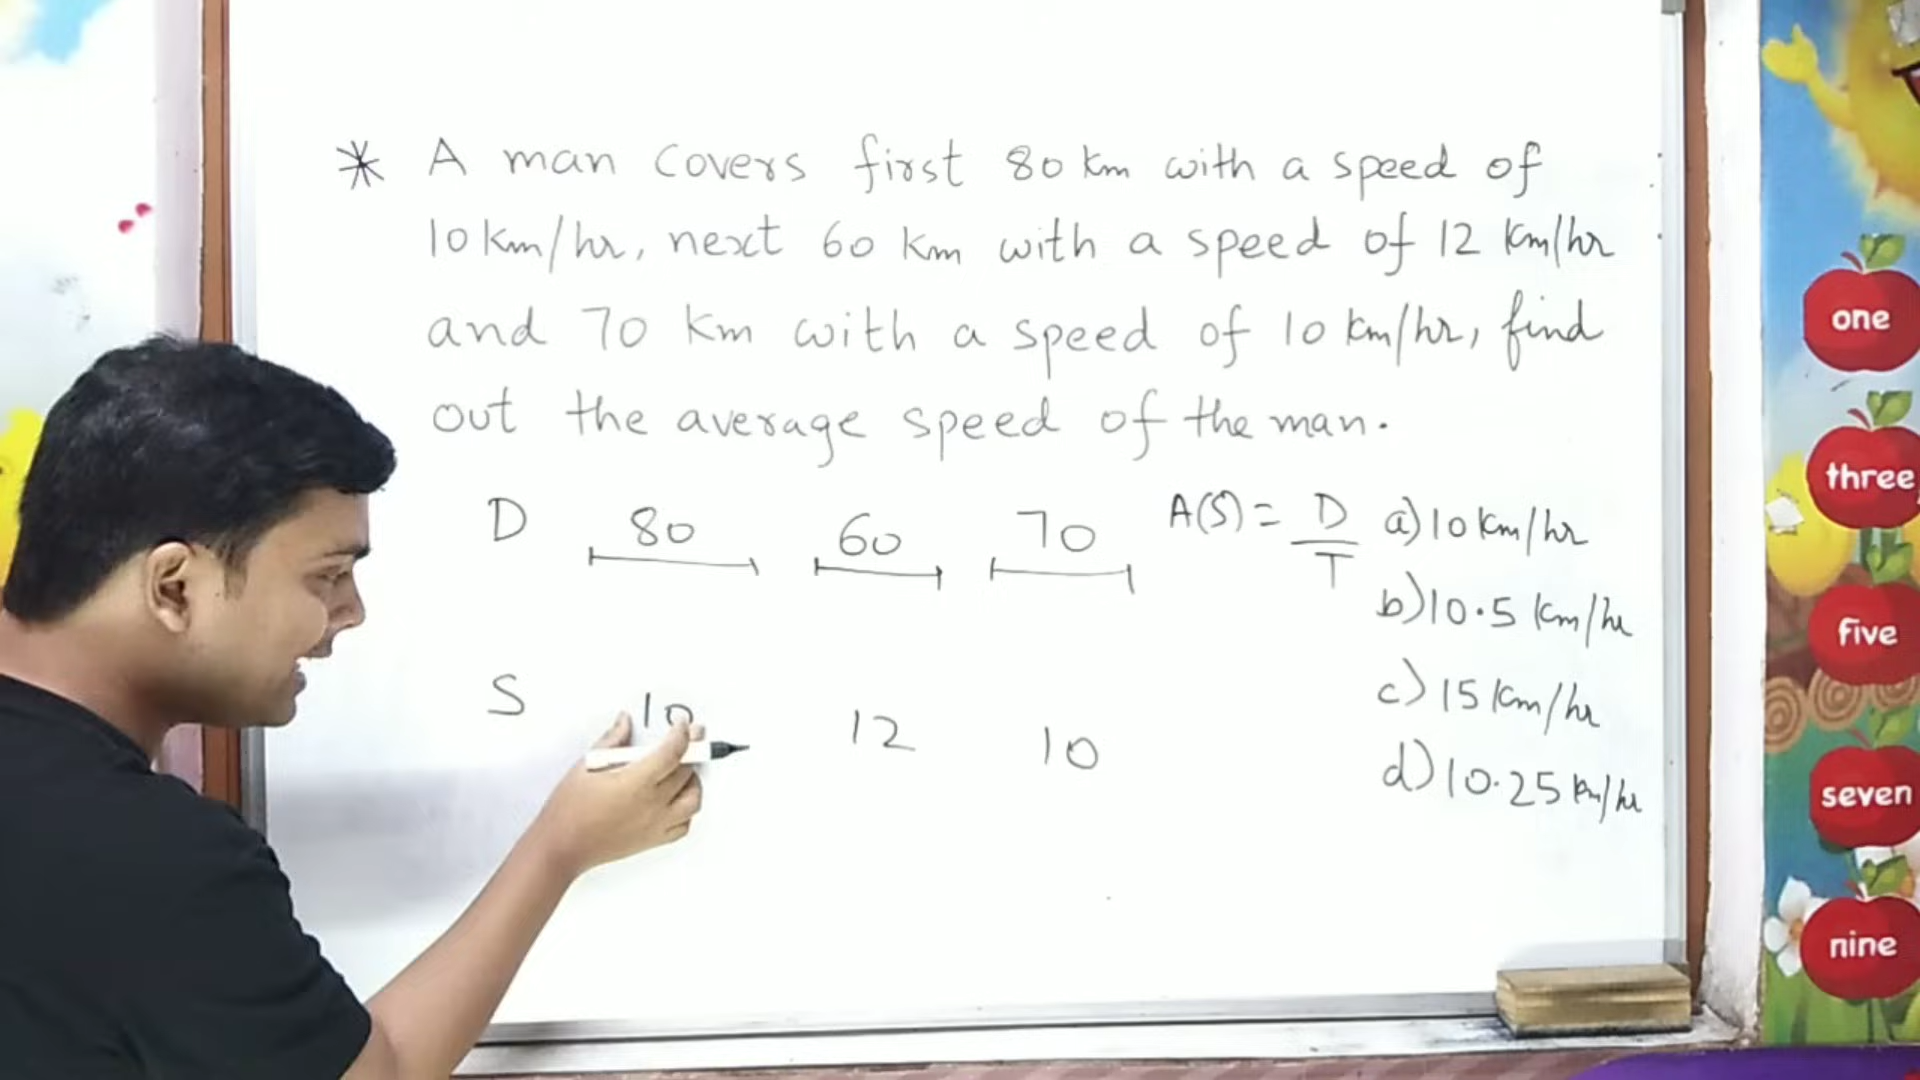 * A man covers first 80 km with a speed of
10 km/hr, next 60 km with a speed of 12 km/hr
and 70 km with a speed of 10 km/hr, find
out the average speed of the man.
D 80 60 70
S 10 12 10
A(S) = D/T
a) 10 km/hr
b) 10.5 km/hr
c) 15 km/hr
d) 10.25 km/hr
one
three
five
seven
nine